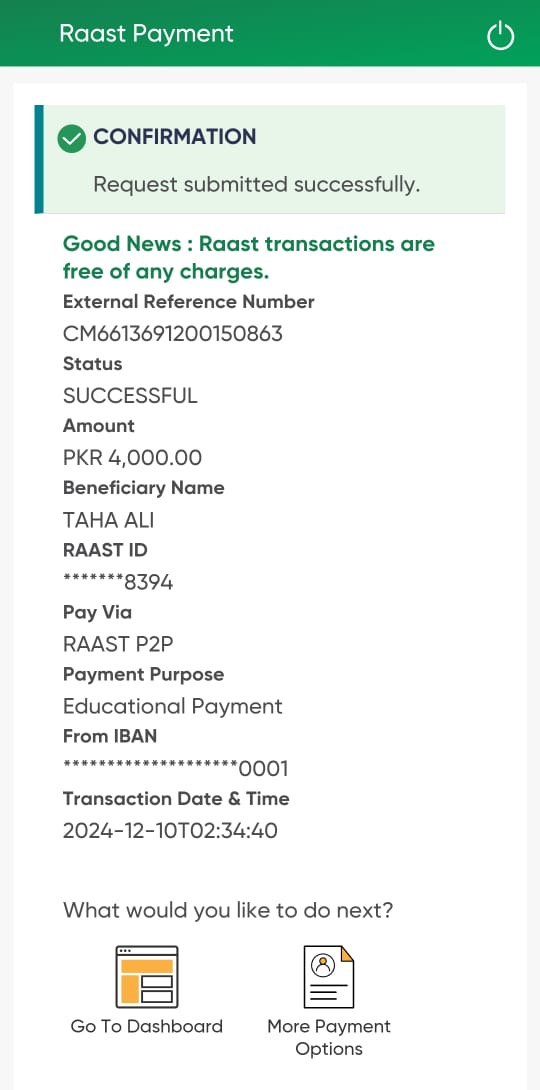 Raast Payment
CONFIRMATION
Request submitted successfully.
Good News : Raast transactions are
free of any charges.
External Reference Number
CM6613691200150863
Status
SUCCESSFUL
Amount
PKR 4,000.00
Beneficiary Name
TAHA ALI
RAAST ID
*******8394
Pay Via
RAAST P2P
Payment Purpose
Educational Payment
From IBAN
********************0001
Transaction Date & Time
2024-12-10T02:34:40
What would you like to do next?
Go To Dashboard
More Payment
Options